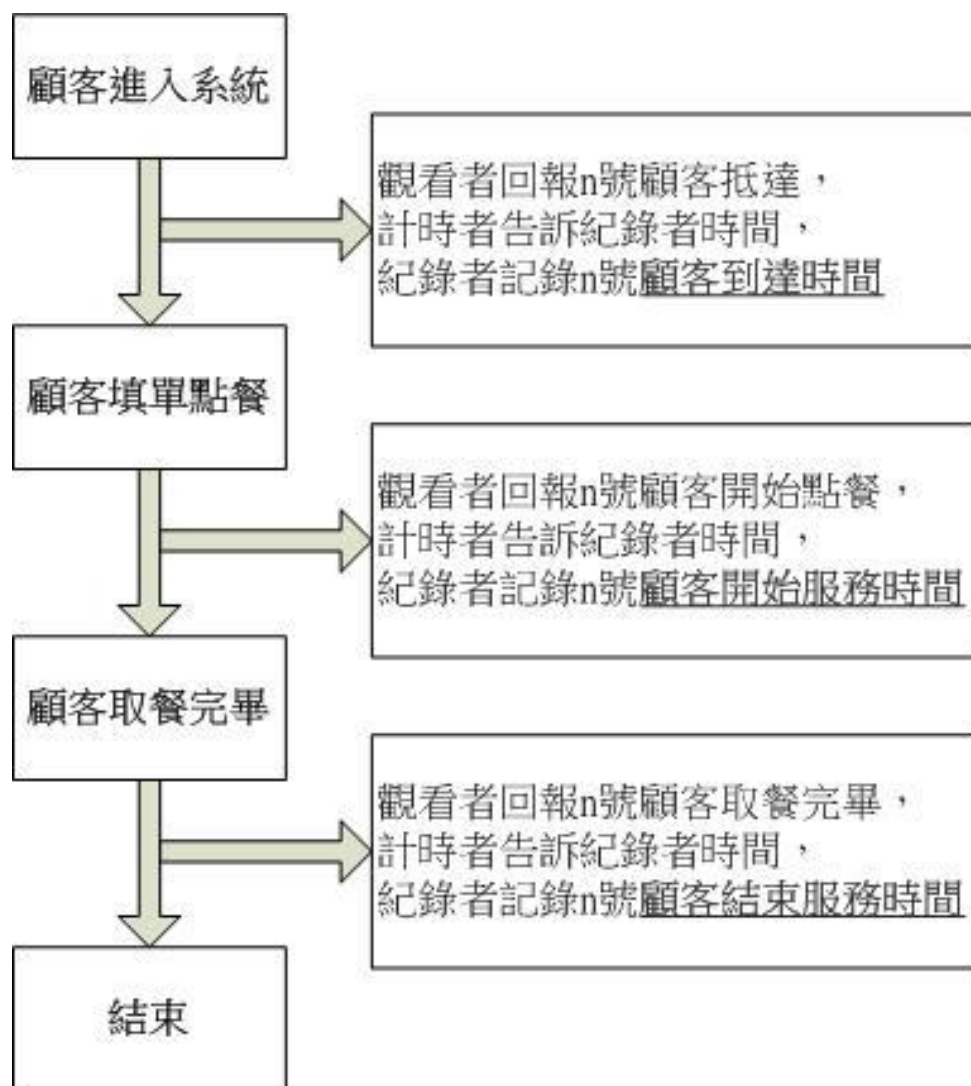 顧客進入系統
觀看者回報n號顧客抵達，
計時者告訴紀錄者時間，
紀錄者記錄n號顧客到達時間
顧客填單點餐
觀看者回報n號顧客開始點餐，
計時者告訴紀錄者時間，
紀錄者記錄n號顧客開始服務時間
顧客取餐完畢
觀看者回報n號顧客取餐完畢，
計時者告訴紀錄者時間，
紀錄者記錄n號顧客結束服務時間
結束